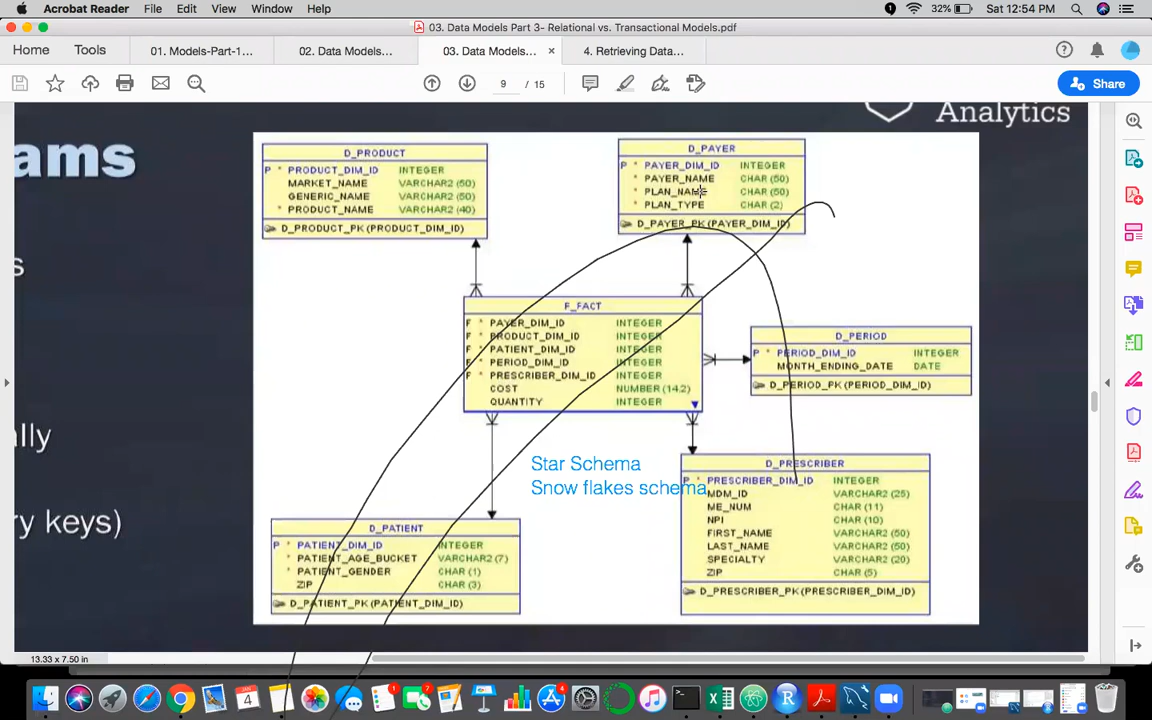 Acrobat Reader File Edit View Window Help 1 32% Sat 12:54 PM
03. Data Models Part 3- Relational vs. Transactional Models.pdf
Home Tools 01. Models-Part-1... 02. Data Models... 03. Data Models... × 4. Retrieving Data...
9 / 15 Share
Analytics
ams
s
lly
ry keys)
D_PRODUCT
P * PRODUCT_DIM_ID INTEGER
MARKET_NAME VARCHAR2 (50)
GENERIC_NAME VARCHAR2 (50)
* PRODUCT_NAME VARCHAR2 (40)
D_PRODUCT_PK (PRODUCT_DIM_ID)
D_PAYER
P * PAYER_DIM_ID INTEGER
* PAYER_NAME CHAR (50)
* PLAN_NAME CHAR (50)
* PLAN_TYPE CHAR (2)
D_PAYER_PK (PAYER_DIM_ID)
F_FACT
F * PAYER_DIM_ID INTEGER
F * PRODUCT_DIM_ID INTEGER
F * PATIENT_DIM_ID INTEGER
F * PERIOD_DIM_ID INTEGER
F * PRESCRIBER_DIM_ID INTEGER
COST NUMBER (14.2)
QUANTITY INTEGER
D_PERIOD
P * PERIOD_DIM_ID INTEGER
MONTH_ENDING_DATE DATE
D_PERIOD_PK (PERIOD_DIM_ID)
Star Schema
Snow flakes schema
D_PRESCRIBER
PRESCRIBER_DIM_ID INTEGER
MDM_ID VARCHAR2 (25)
ME_NUM CHAR (11)
NPI CHAR (10)
FIRST_NAME VARCHAR2 (50)
LAST_NAME VARCHAR2 (50)
SPECIALTY VARCHAR2 (20)
ZIP CHAR (5)
D_PRESCRIBER_PK (PRESCRIBER_DIM_ID)
D_PATIENT
P * PATIENT_DIM_ID INTEGER
* PATIENT_AGE_BUCKET VARCHAR2 (7)
* PATIENT_GENDER CHAR (1)
ZIP CHAR (3)
D_PATIENT_PK (PATIENT_DIM_ID)
13.33 x 7.50 in